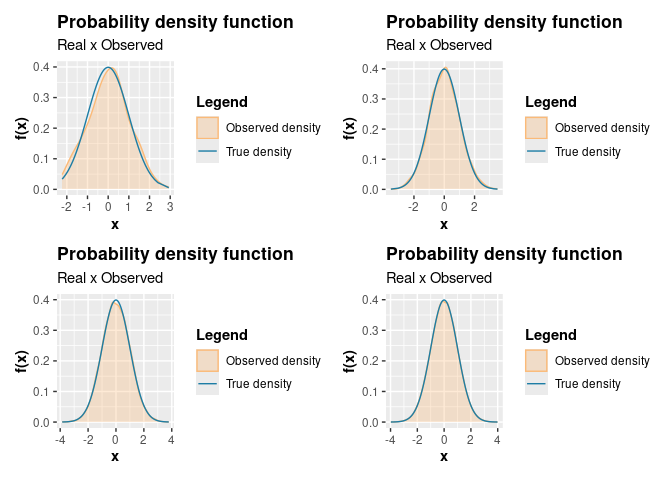 Probability density function
Real x Observed
0.4
0.3
0.2
0.1
0.0
f(x)
-2 -1 0 1 2 3
x
Legend
Observed density
True density
Probability density function
Real x Observed
0.4
0.3
0.2
0.1
0.0
f(x)
-2 0 2
x
Legend
Observed density
True density
Probability density function
Real x Observed
0.4
0.3
0.2
0.1
0.0
f(x)
-4 -2 0 2 4
x
Legend
Observed density
True density
Probability density function
Real x Observed
0.4
0.3
0.2
0.1
0.0
f(x)
-4 -2 0 2 4
x
Legend
Observed density
True density